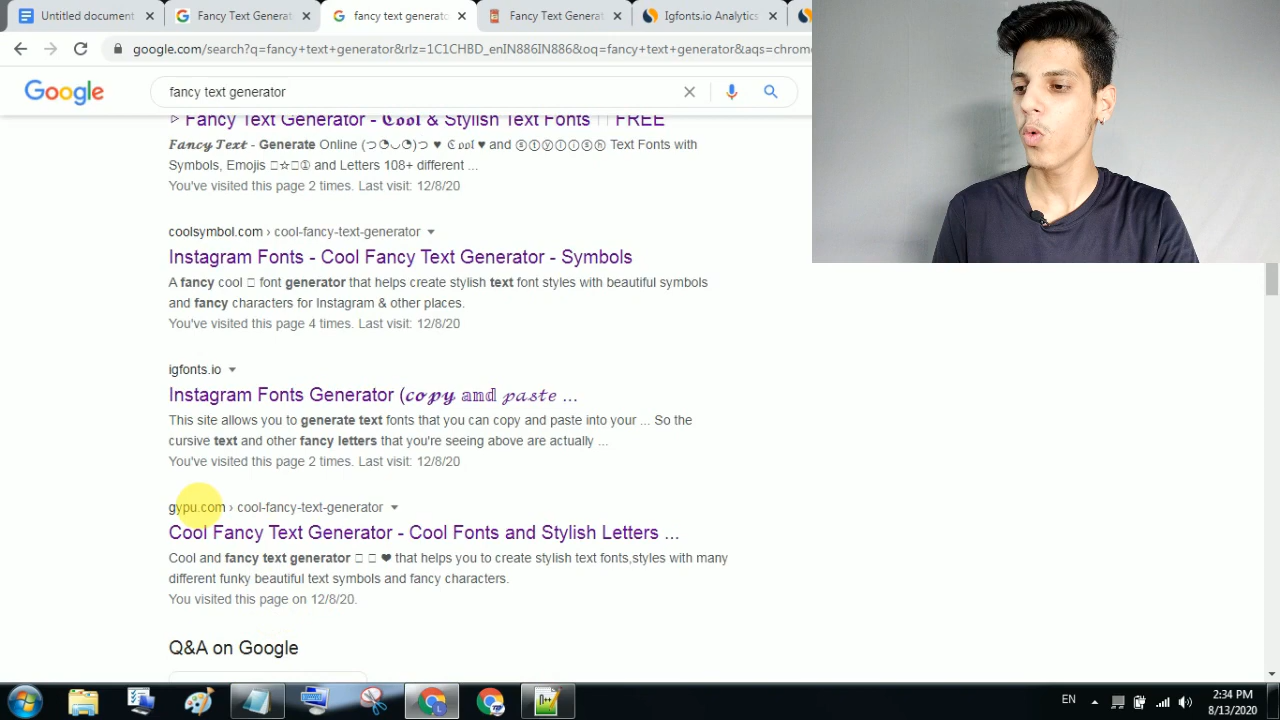 Untitled document
Fancy Text Generator
fancy text generato
Fancy Text Generat
Igfonts.io Analytics
google.com/search?q=fancy+text+generator&rlz=1C1CHBD_enIN886IN886&oq=fancy+text+generator&aqs=chrome
Google
fancy text generator
Fancy Text Generator - 𝕮𝖔𝖔𝖑 & Stylish Text Fonts FREE
𝑭𝒂𝒏𝒄𝒚 𝑻𝒆𝒙𝒕 - Generate Online (つ◔◡◔)つ ♥ ℭ𝔬𝔬𝔩 ♥ and ⓢⓣⓨⓛⓘⓢⓗ Text Fonts with
Symbols, Emojis □☆□① and Letters 108+ different ...
You've visited this page 2 times. Last visit: 12/8/20
coolsymbol.com › cool-fancy-text-generator
Instagram Fonts - Cool Fancy Text Generator - Symbols
A fancy cool □ font generator that helps create stylish text font styles with beautiful symbols
and fancy characters for Instagram & other places.
You've visited this page 4 times. Last visit: 12/8/20
igfonts.io
Instagram Fonts Generator (𝓬𝓸𝓹𝔂 𝕒𝕟𝕕 𝓅𝒶𝓈𝓉𝑒 ...
This site allows you to generate text fonts that you can copy and paste into your ... So the
cursive text and other fancy letters that you're seeing above are actually ...
You've visited this page 2 times. Last visit: 12/8/20
gypu.com › cool-fancy-text-generator
Cool Fancy Text Generator - Cool Fonts and Stylish Letters ...
Cool and fancy text generator □ □ ❤ that helps you to create stylish text fonts,styles with many
different funky beautiful text symbols and fancy characters.
You visited this page on 12/8/20.
Q&A on Google
EN
2:34 PM
8/13/2020